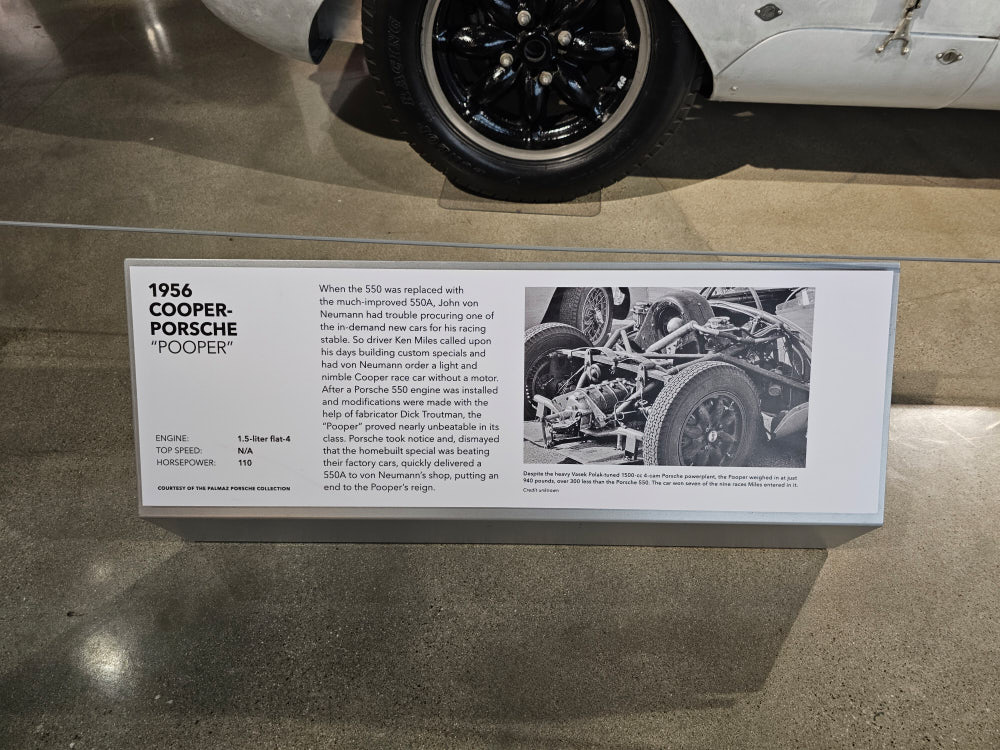 RACING
1956
COOPER-
PORSCHE
"POOPER"
ENGINE: 1.5-liter flat-4
TOP SPEED: N/A
HORSEPOWER: 110
COURTESY OF THE PALMAZ PORSCHE COLLECTION
When the 550 was replaced with
the much-improved 550A, John von
Neumann had trouble procuring one of
the in-demand new cars for his racing
stable. So driver Ken Miles called upon
his days building custom specials and
had von Neumann order a light and
nimble Cooper race car without a motor.
After a Porsche 550 engine was installed
and modifications were made with the
help of fabricator Dick Troutman, the
"Pooper" proved nearly unbeatable in its
class. Porsche took notice and, dismayed
that the homebuilt special was beating
their factory cars, quickly delivered a
550A to von Neumann's shop, putting an
end to the Pooper's reign.
Despite the heavy Vasek Polak-tuned 1500-cc 4-cam Porsche powerplant, the Pooper weighed in at just
940 pounds, over 300 less than the Porsche 550. The car won seven of the nine races Miles entered in it.
Credit unknown